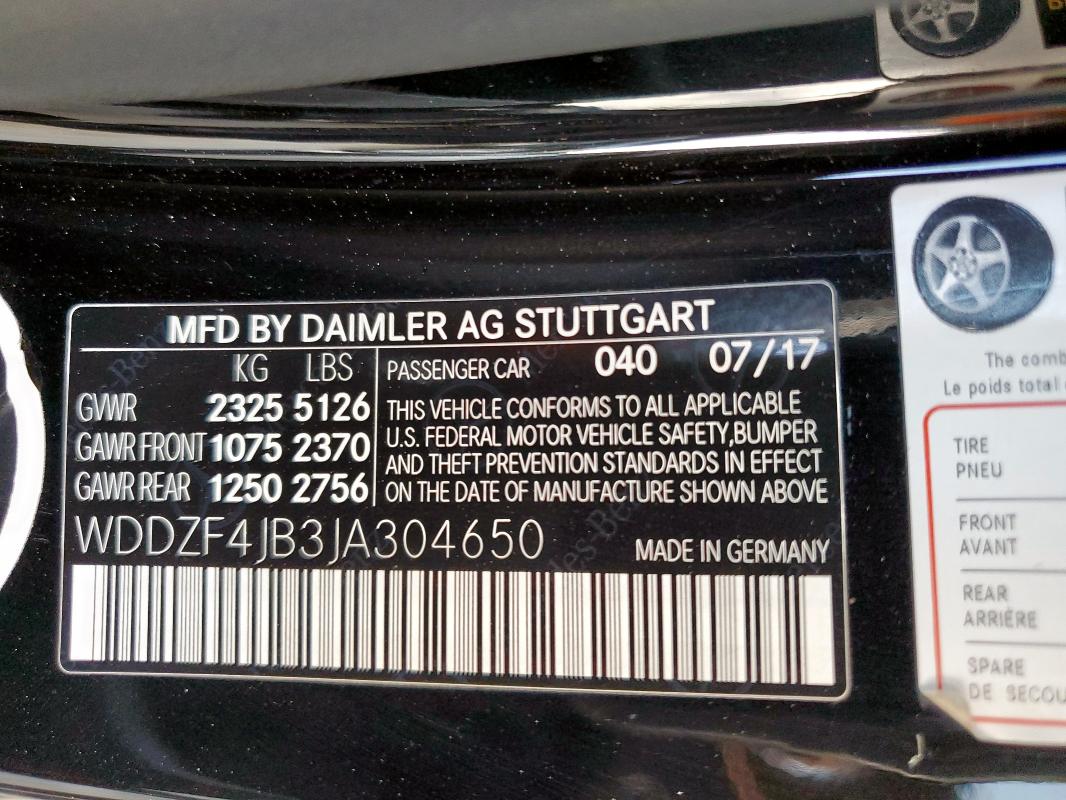 MFD BY DAIMLER AG STUTTGART
KG LBS
GVWR 2325 5126
GAWR FRONT 1075 2370
GAWR REAR 1250 2756
PASSENGER CAR 040 07/17
THIS VEHICLE CONFORMS TO ALL APPLICABLE
U.S. FEDERAL MOTOR VEHICLE SAFETY,BUMPER
AND THEFT PREVENTION STANDARDS IN EFFECT
ON THE DATE OF MANUFACTURE SHOWN ABOVE
WDDZF4JB3JA304650
MADE IN GERMANY
The comb
Le poids total
TIRE
PNEU
FRONT
AVANT
REAR
ARRIÈRE
SPARE
DE SECOU